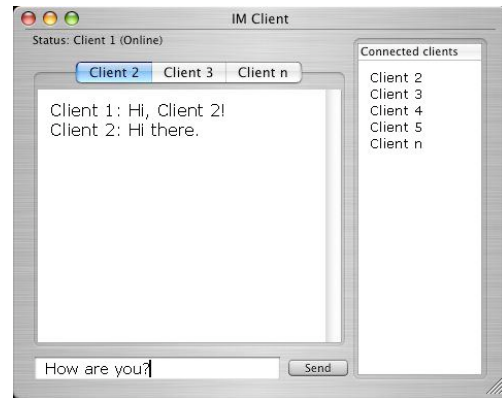 IM Client
Status: Client 1 (Online)
Client 2 Client 3 Client n
Client 1: Hi, Client 2!
Client 2: Hi there.
How are you?
Send
Connected clients
Client 2
Client 3
Client 4
Client 5
Client n